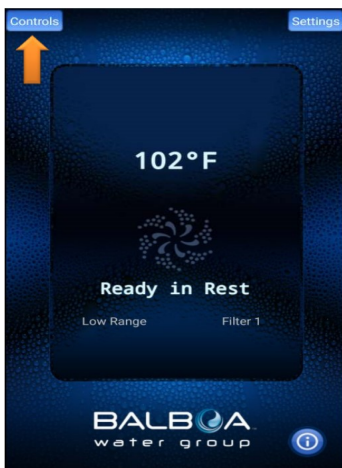 Controls Settings
102°F
Ready in Rest
Low Range Filter 1
BALBOA
water group